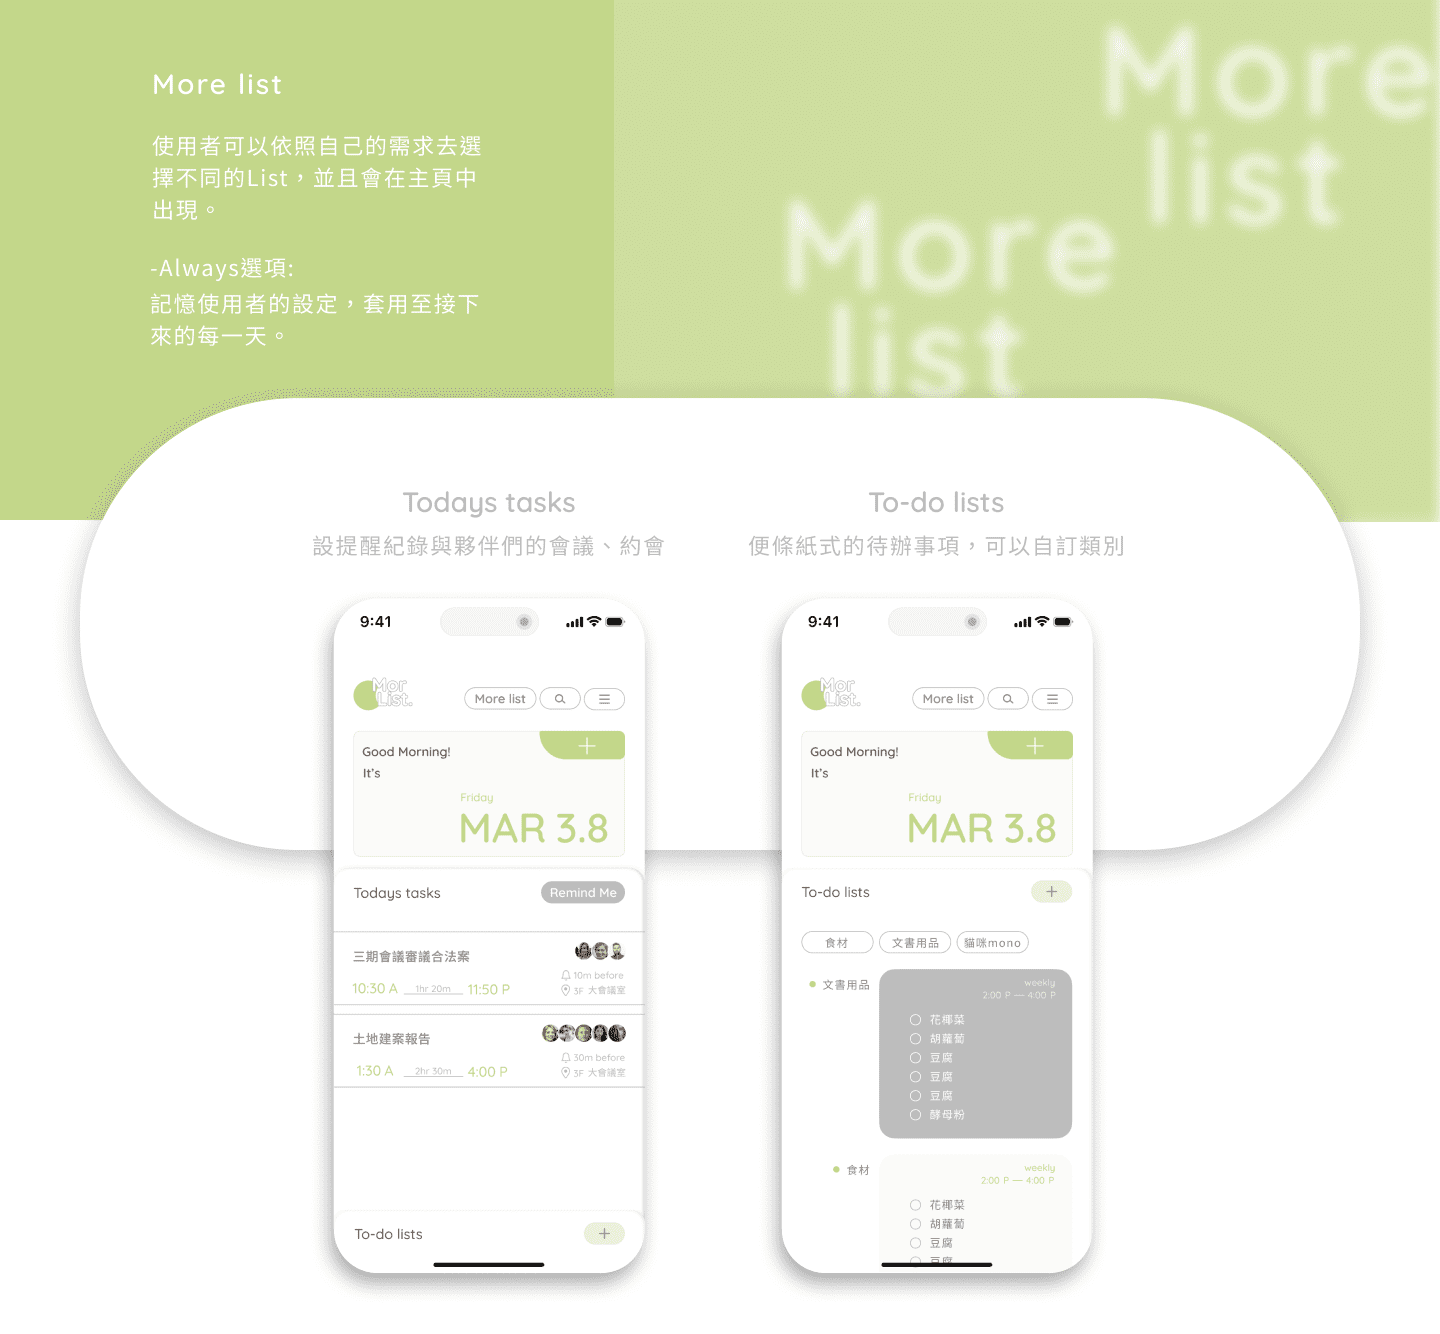 More list
使用者可以依照自己的需求去選
擇不同的List，並且會在主頁中
出現。
-Always選項:
記憶使用者的設定，套用至接下
來的每一天。
More
list
More
list
Todays tasks
設提醒紀錄與夥伴們的會議、約會
To-do lists
便條紙式的待辦事項，可以自訂類別
9:41
Mor
List.
More list
Good Morning!
It's
Friday
MAR 3.8
Todays tasks
Remind Me
三期會議審議合法案
10:30 A
1hr 20m
11:50 P
10m before
3F 大會議室
土地建案報告
1:30 A
2hr 30m
4:00 P
30m before
3F 大會議室
To-do lists
9:41
Mor
List.
More list
Good Morning!
It's
Friday
MAR 3.8
To-do lists
食材
文書用品
貓咪mono
文書用品
weekly
2:00 P — 4:00 P
花椰菜
胡蘿蔔
豆腐
豆腐
豆腐
酵母粉
食材
weekly
2:00 P — 4:00 P
花椰菜
胡蘿蔔
豆腐
豆腐